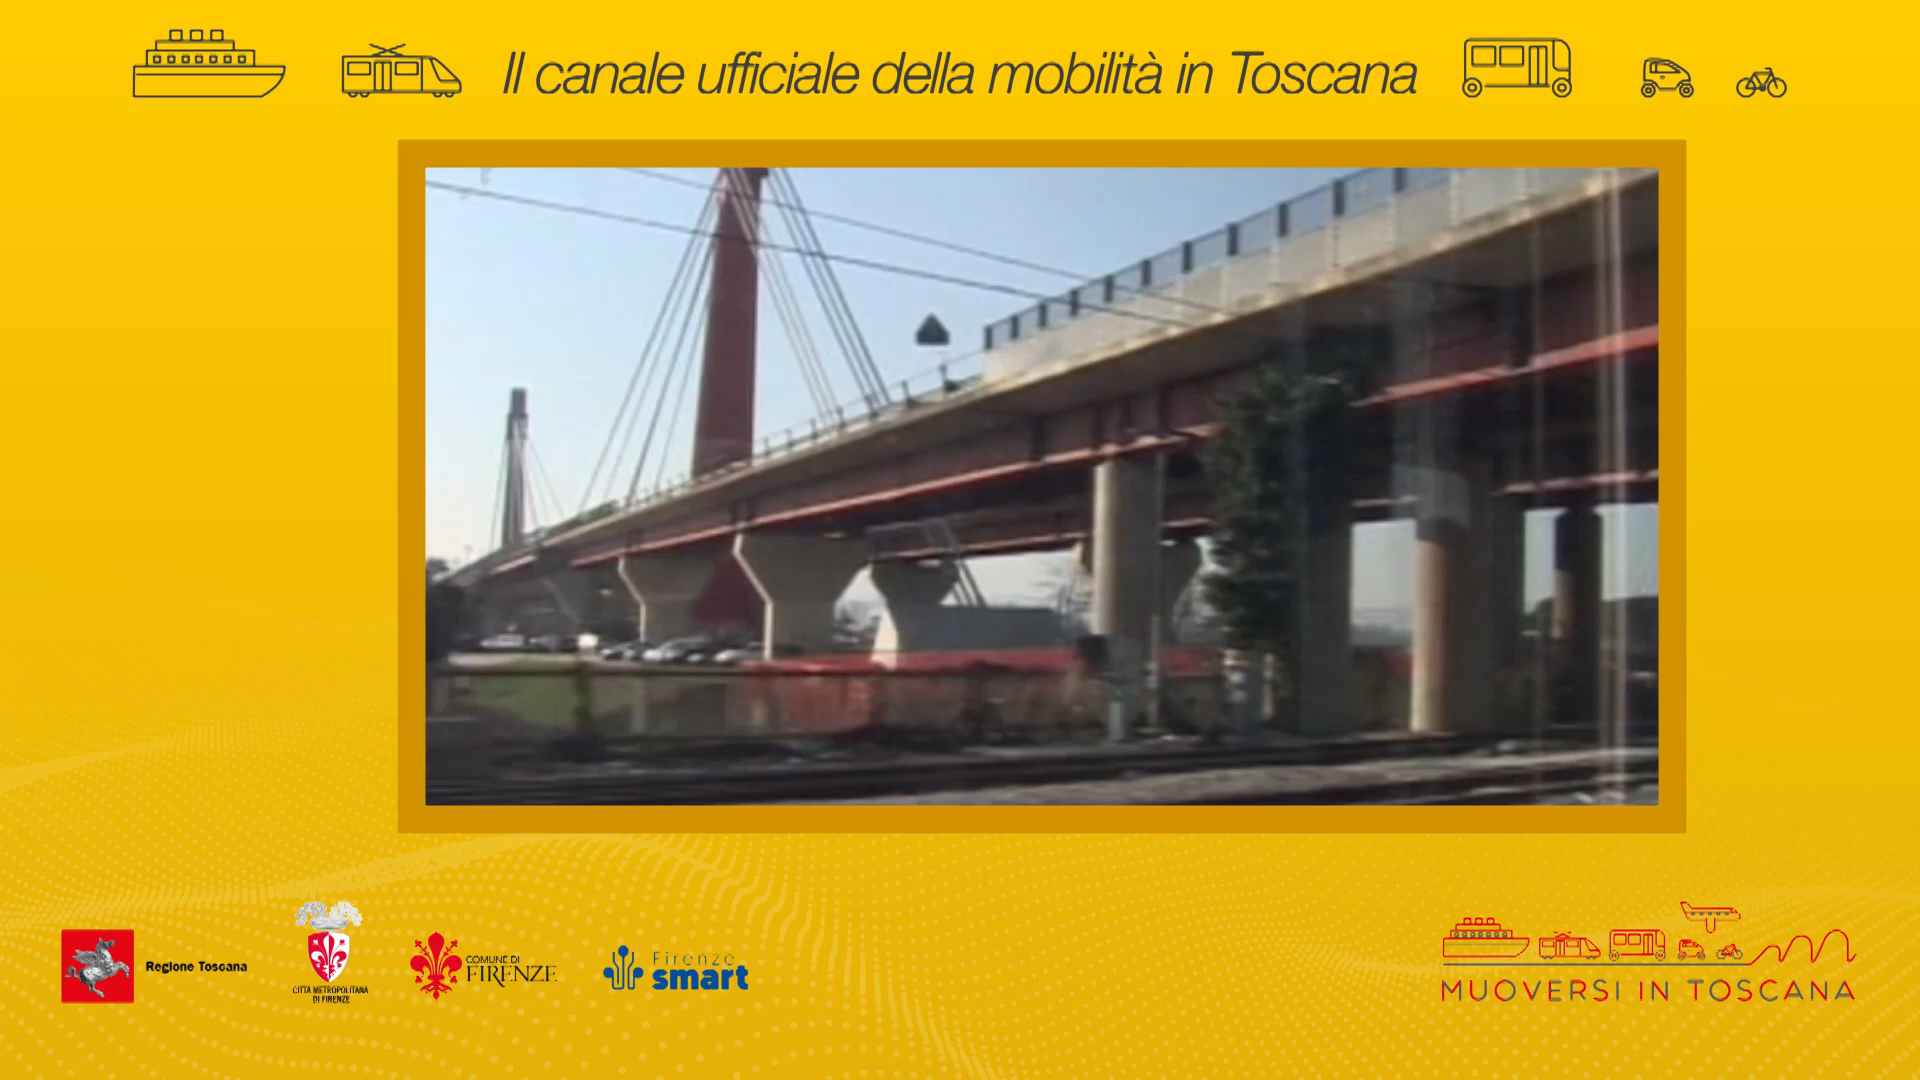 Il canale ufficiale della mobilità in Toscana
Regione Toscana
CITTÀ METROPOLITANA
DI FIRENZE
COMUNE DI
FIRENZE
Firenze
smart
MUOVERSI IN TOSCANA